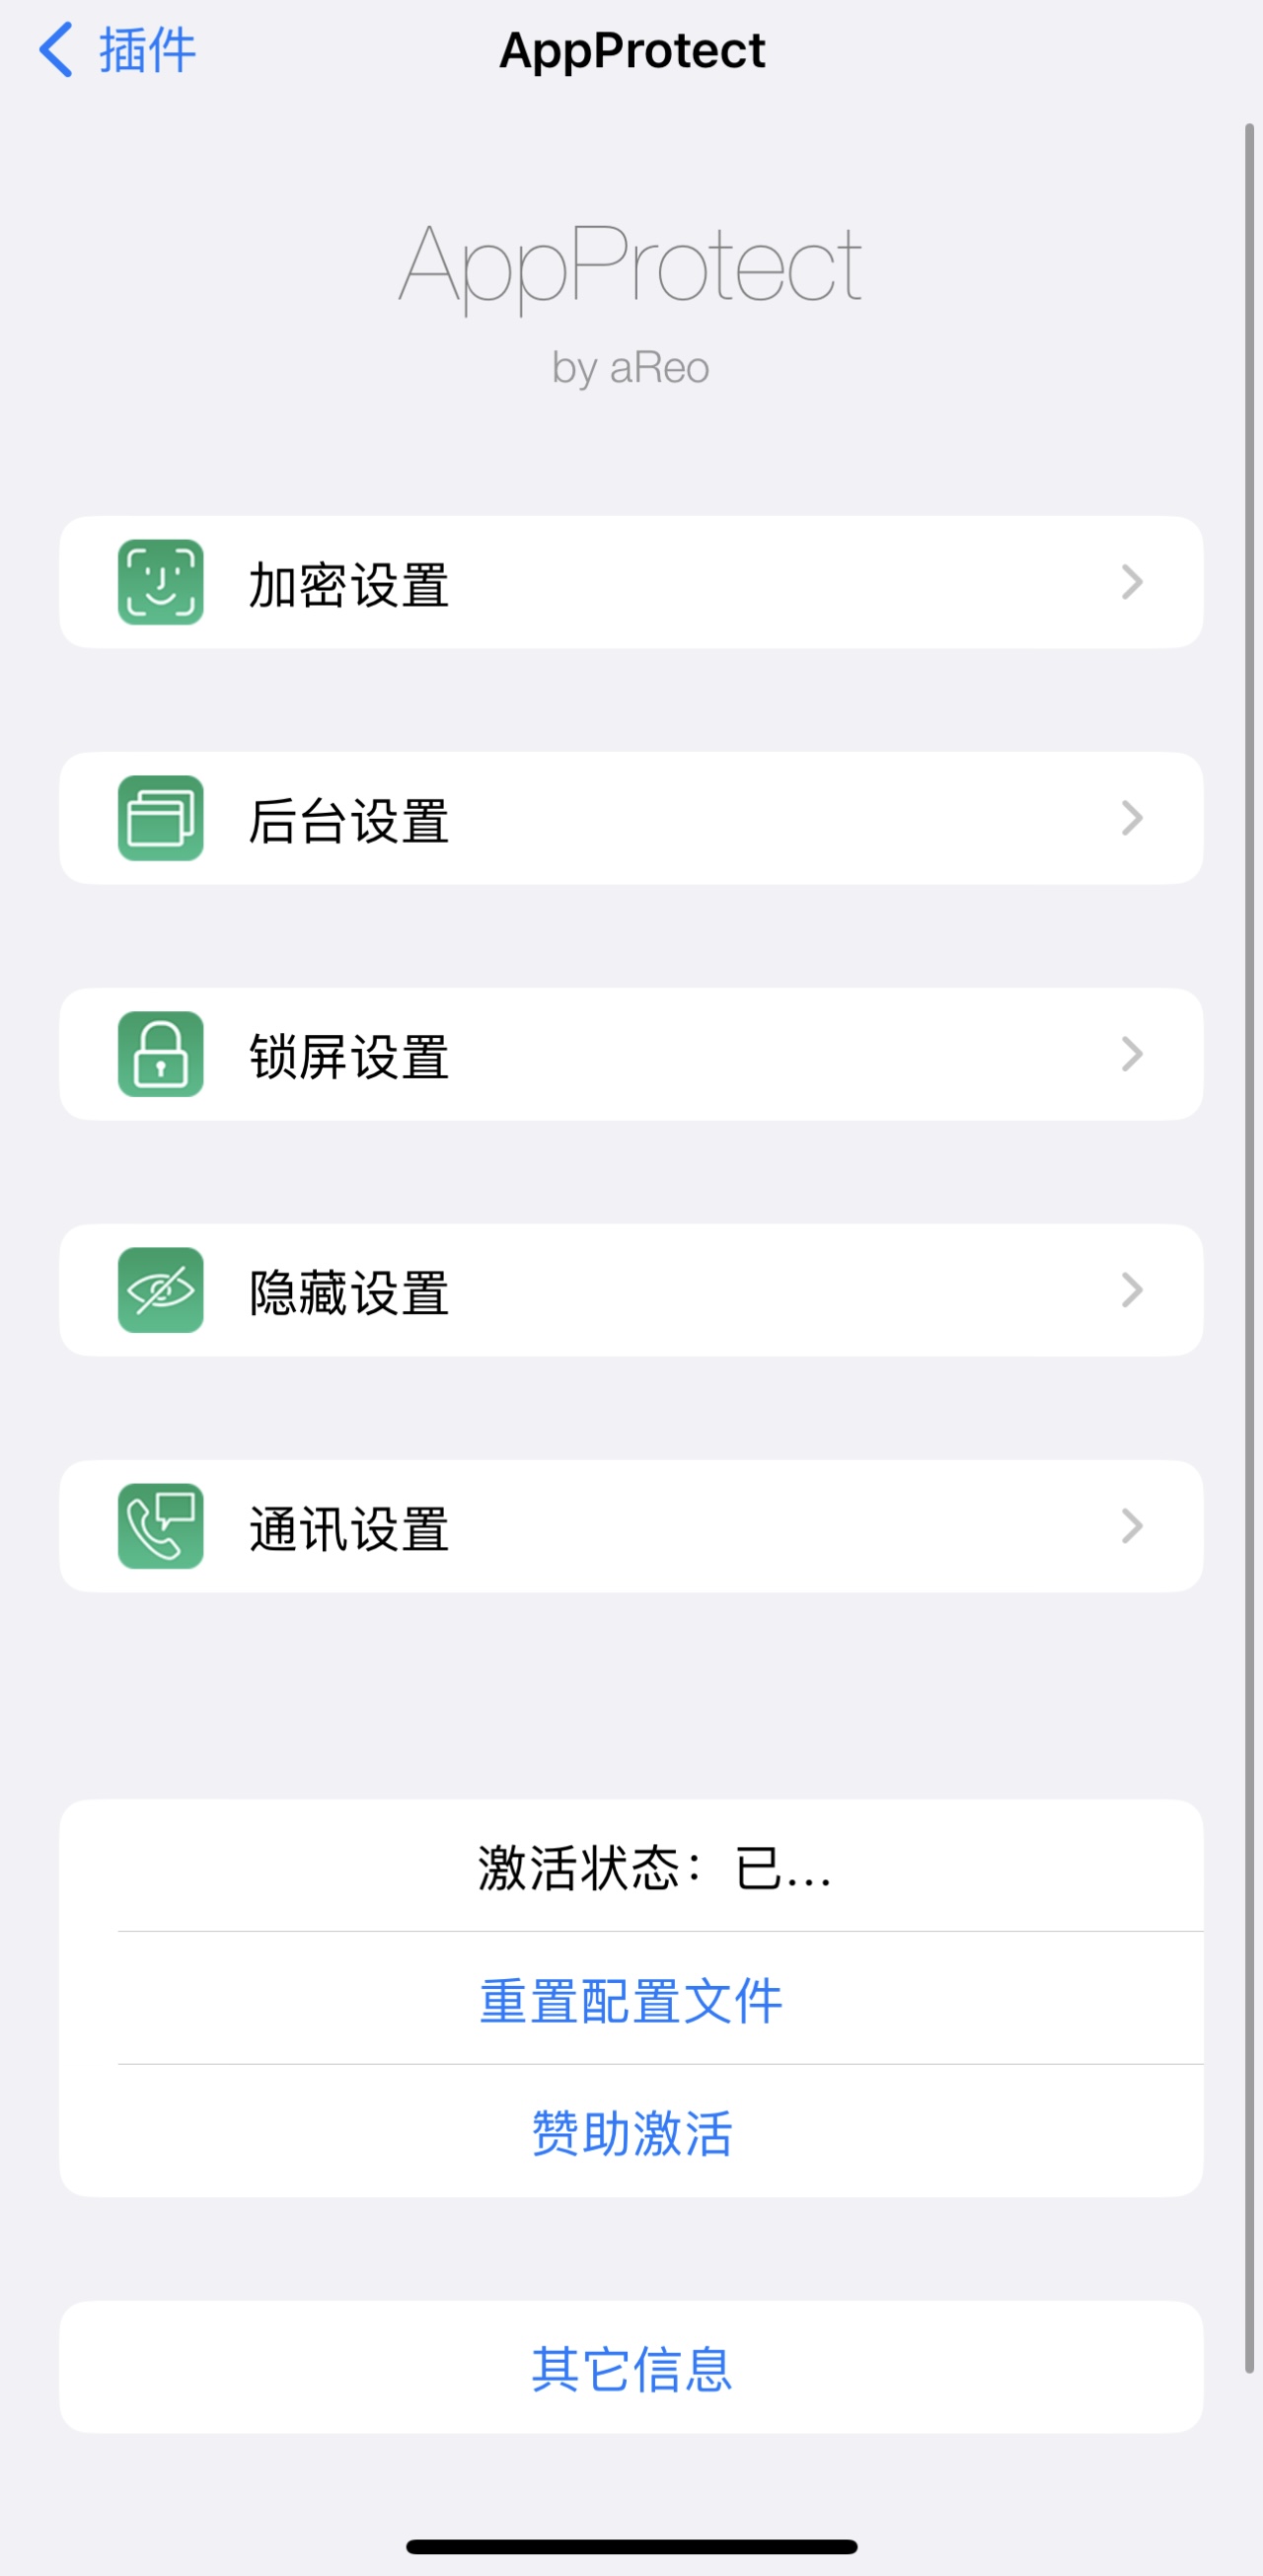 插件
AppProtect
AppProtect
by aReo
加密设置
后台设置
锁屏设置
隐藏设置
通讯设置
激活状态：已...
重置配置文件
赞助激活
其它信息